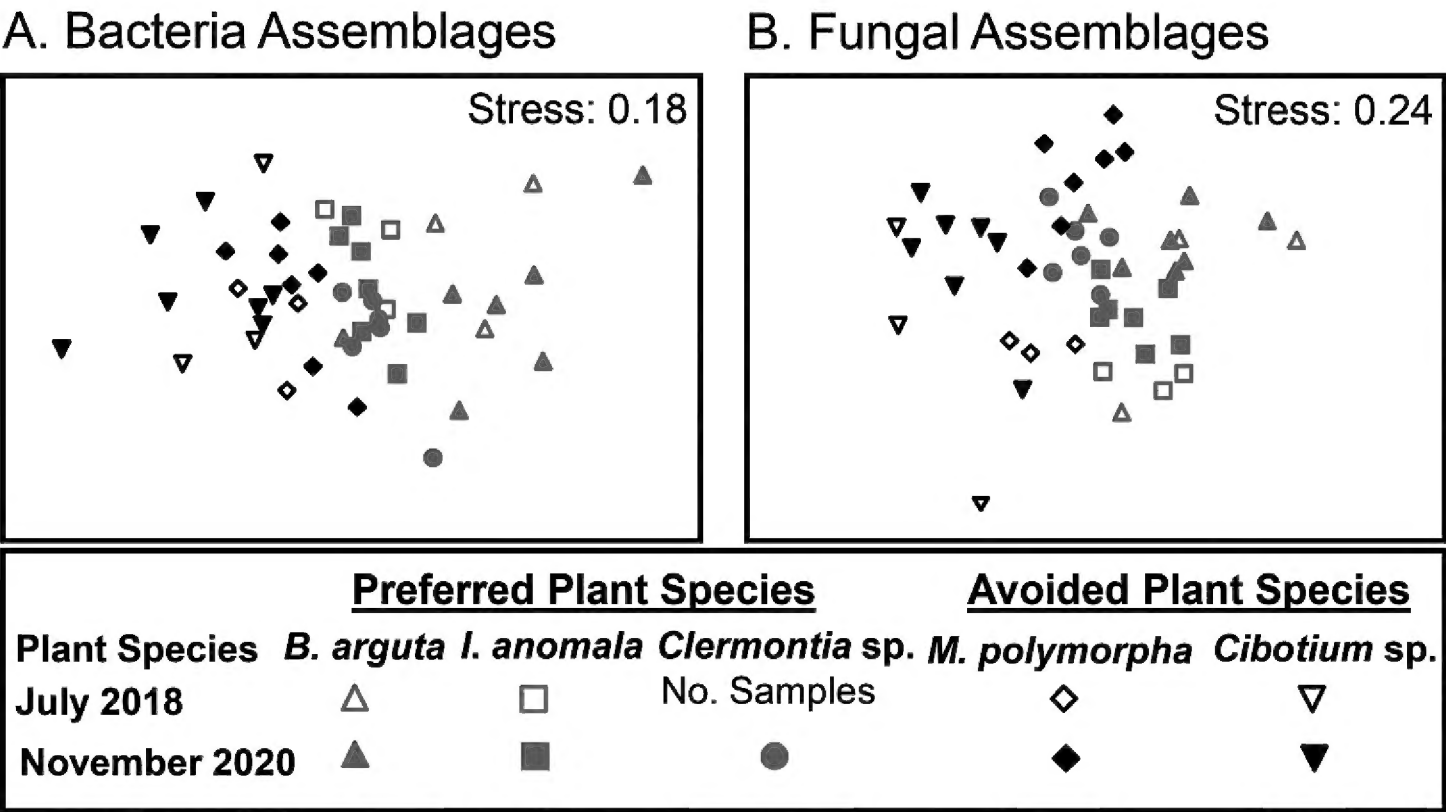 A. Bacteria Assemblages
B. Fungal Assemblages
Stress: 0.18
Stress: 0.24
Preferred Plant Species
Avoided Plant Species
Plant Species B. arguta I. anomala Clermontia sp. M. polymorpha Cibotium sp.
July 2018 No. Samples
November 2020